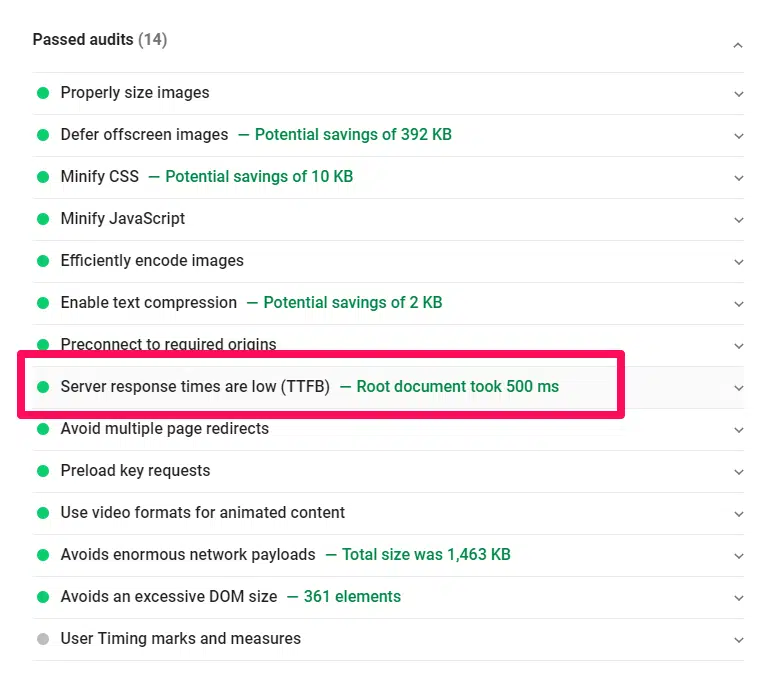 Passed audits (14)
Properly size images
Defer offscreen images — Potential savings of 392 KB
Minify CSS — Potential savings of 10 KB
Minify JavaScript
Efficiently encode images
Enable text compression — Potential savings of 2 KB
Preconnect to required origins
Server response times are low (TTFB) — Root document took 500 ms
Avoid multiple page redirects
Preload key requests
Use video formats for animated content
Avoids enormous network payloads — Total size was 1,463 KB
Avoids an excessive DOM size — 361 elements
User Timing marks and measures